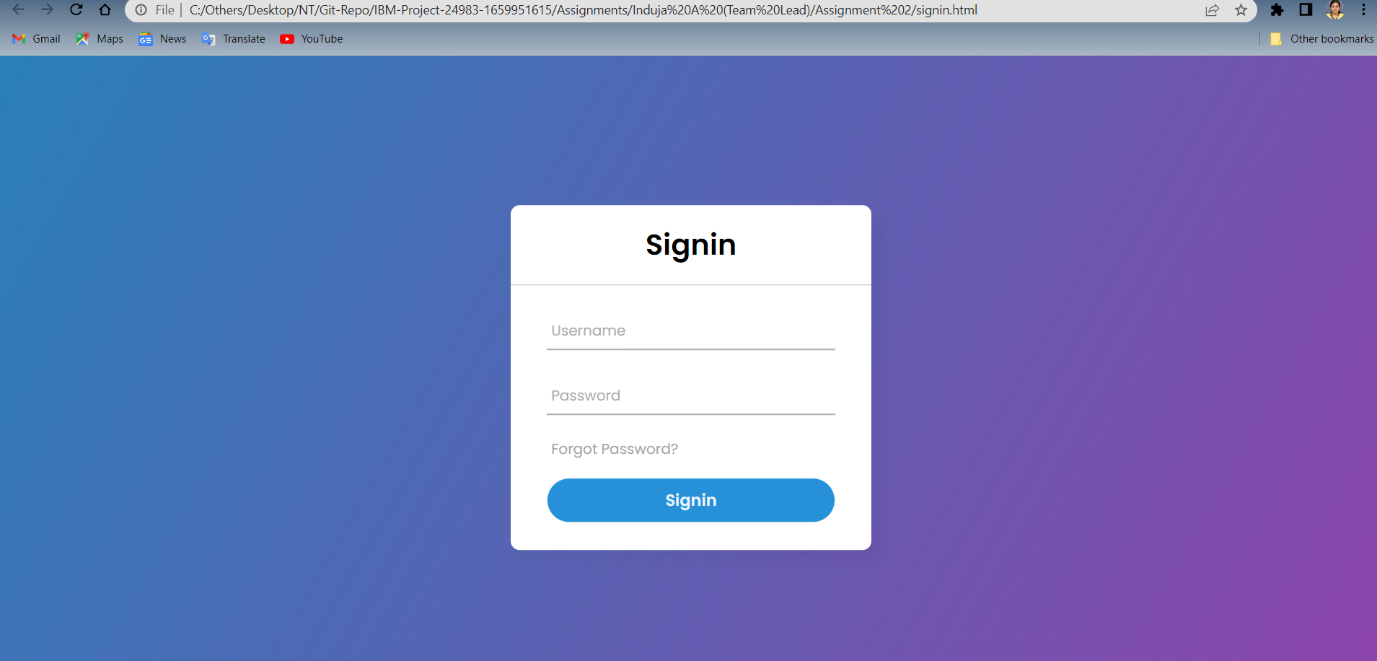 File | C:/Others/Desktop/NT/Git-Repo/IBM-Project-24983-1659951615/Assignments/Induja%20A%20(Team%20Lead)/Assignment%202/signin.html
Gmail Maps News Translate YouTube Other bookmarks
Signin
Username
Password
Forgot Password?
Signin